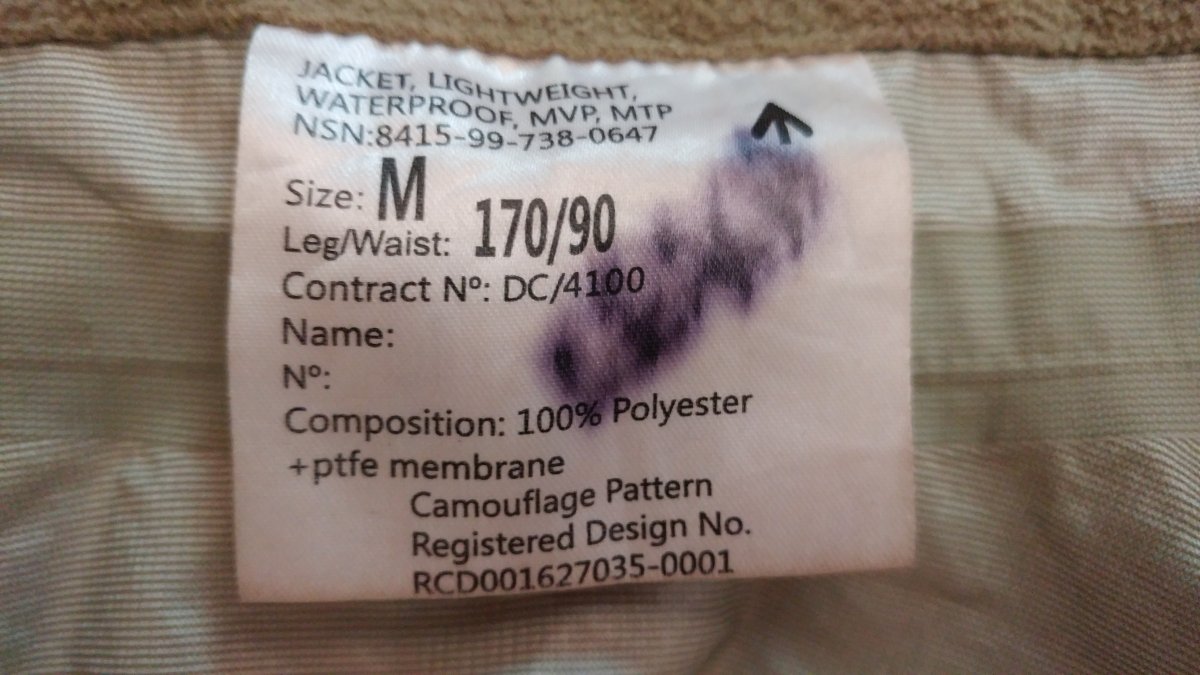 JACKET, LIGHTWEIGHT,
WATERPROOF, MVP, MTP
NSN:8415-99-738-0647
Size: M
Leg/Waist: 170/90
Contract Nº: DC/4100
Name:
Nº:
Composition: 100% Polyester
+ptfe membrane
Camouflage Pattern
Registered Design No.
RCD001627035-0001